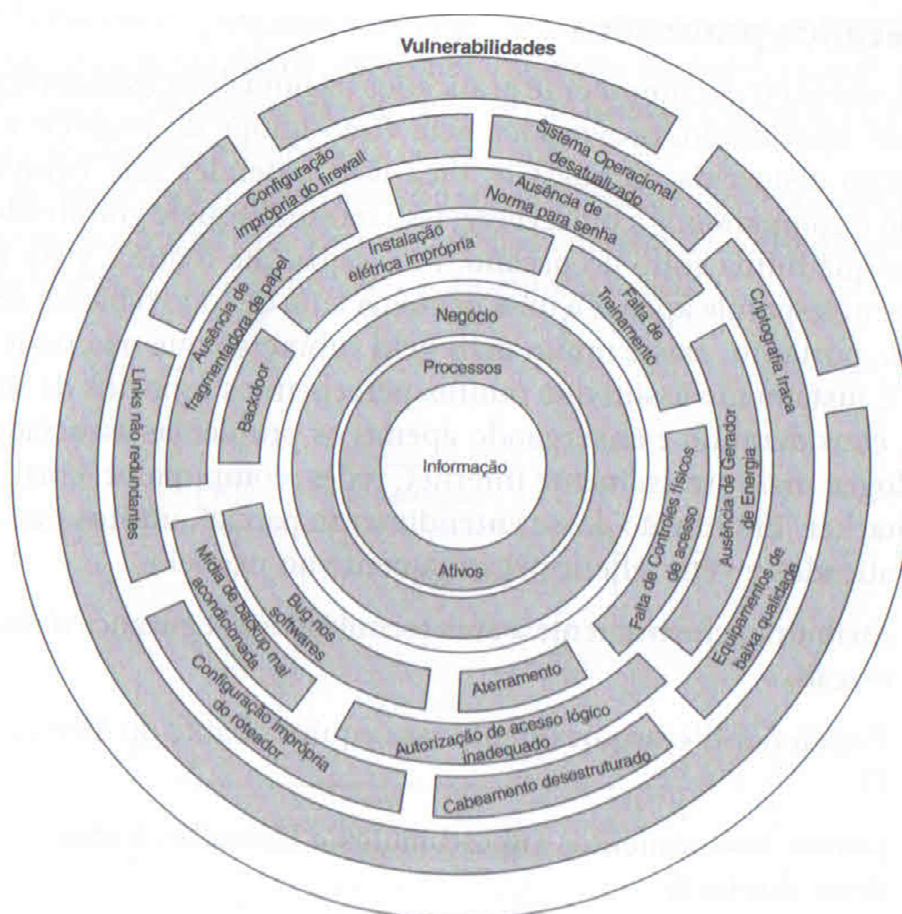 Vulnerabilidades
Configuração
imprópria do firewall
Sistema Operacional
desatualizado
Ausência de
fragmentadora de papel
Ausência de
Norma para senha
Instalação
elétrica imprópria
Falta de
Treinamento
Criptografia fraca
Links não redundantes
Backdoor
Negócio
Processos
Informação
Ativos
Falta de Controles físicos
de acesso
Ausência de Gerador
de Energia
Equipamentos de
baixa qualidade
Mídia de backup mal
acondicionada
Bug nos
softwares
Configuração imprópria
do roteador
Aterramento
Autorização de acesso lógico
inadequado
Cabeamento desestruturado